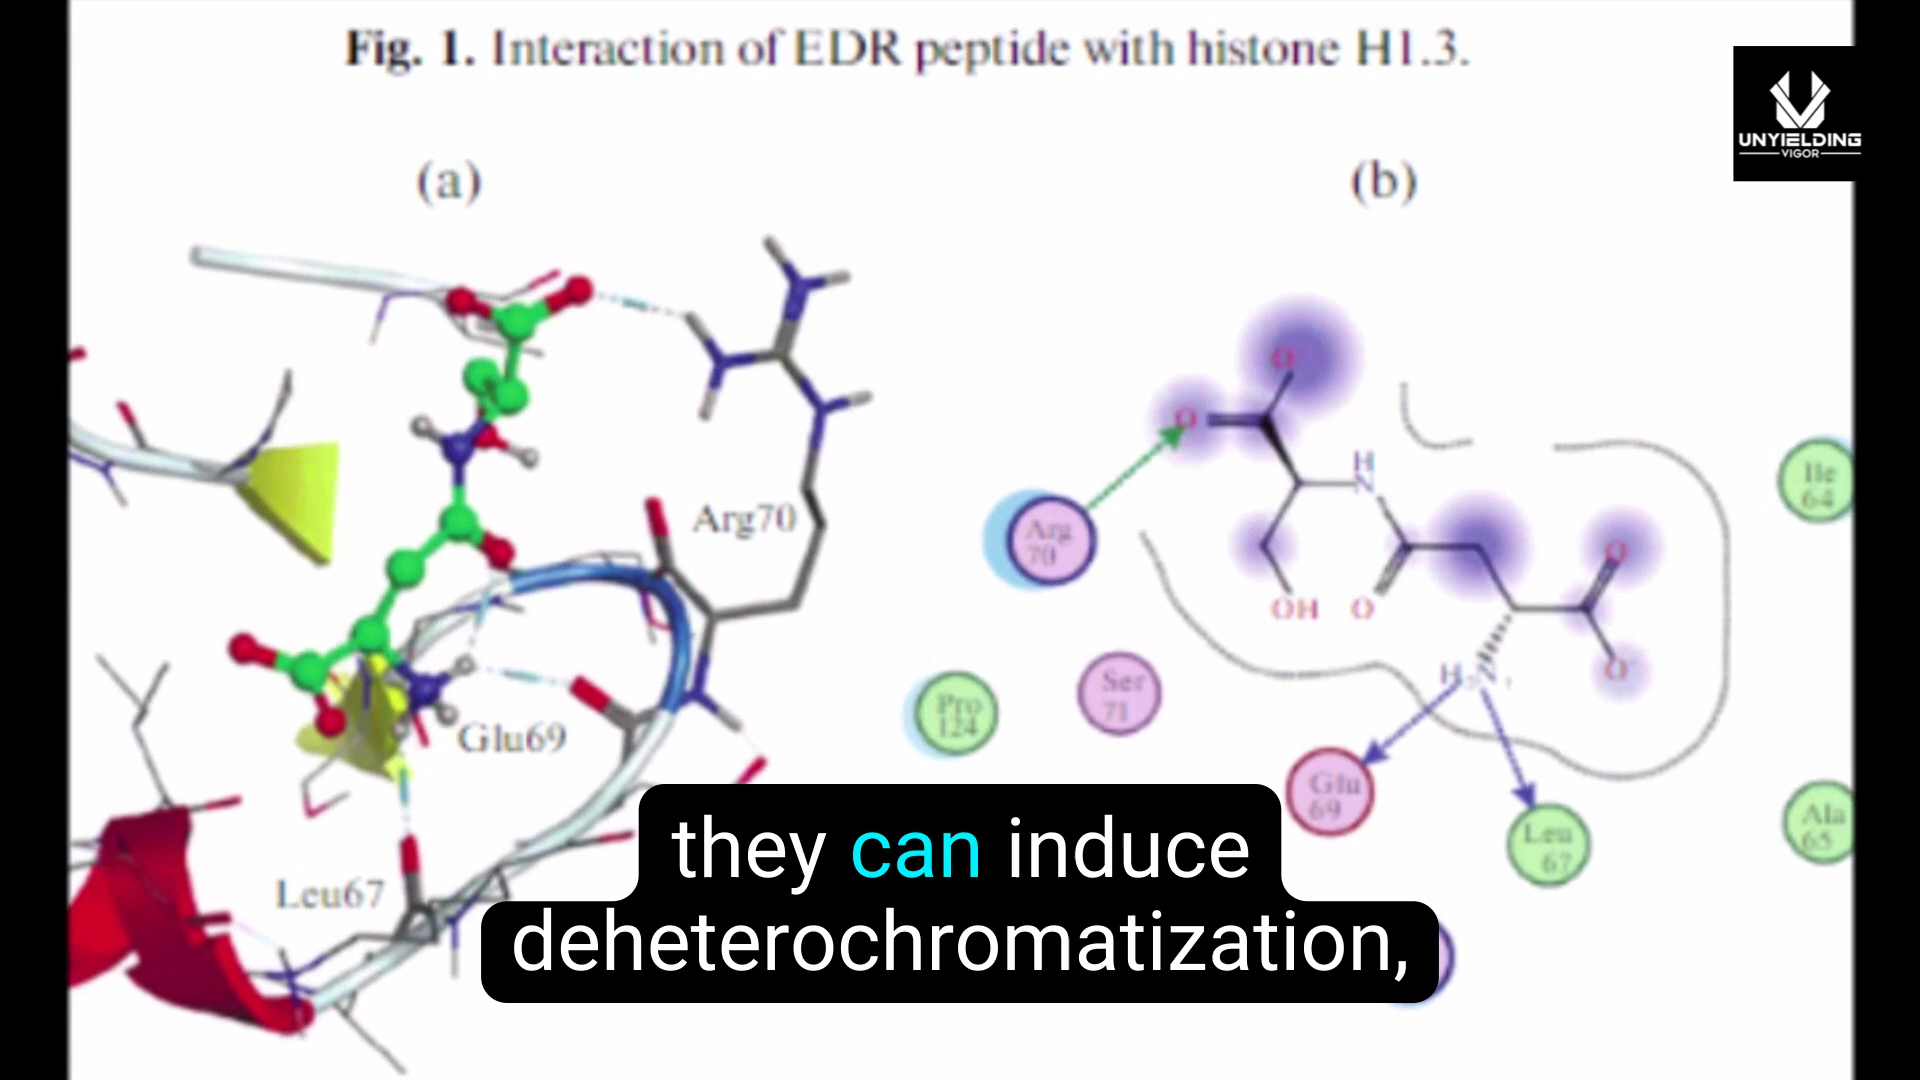 Fig. 1. Interaction of EDR peptide with histone H1.3.
UNYIELDING
VIGOR
(a)
(b)
O⁻
O
H
N
Ile
64
Arg70
Arg
70
O
OH
O
O⁻
Ser
71
Pro
124
Glu69
Glu
69
Leu
67
Ala
65
Leu67
they can induce
deheterochromatization,